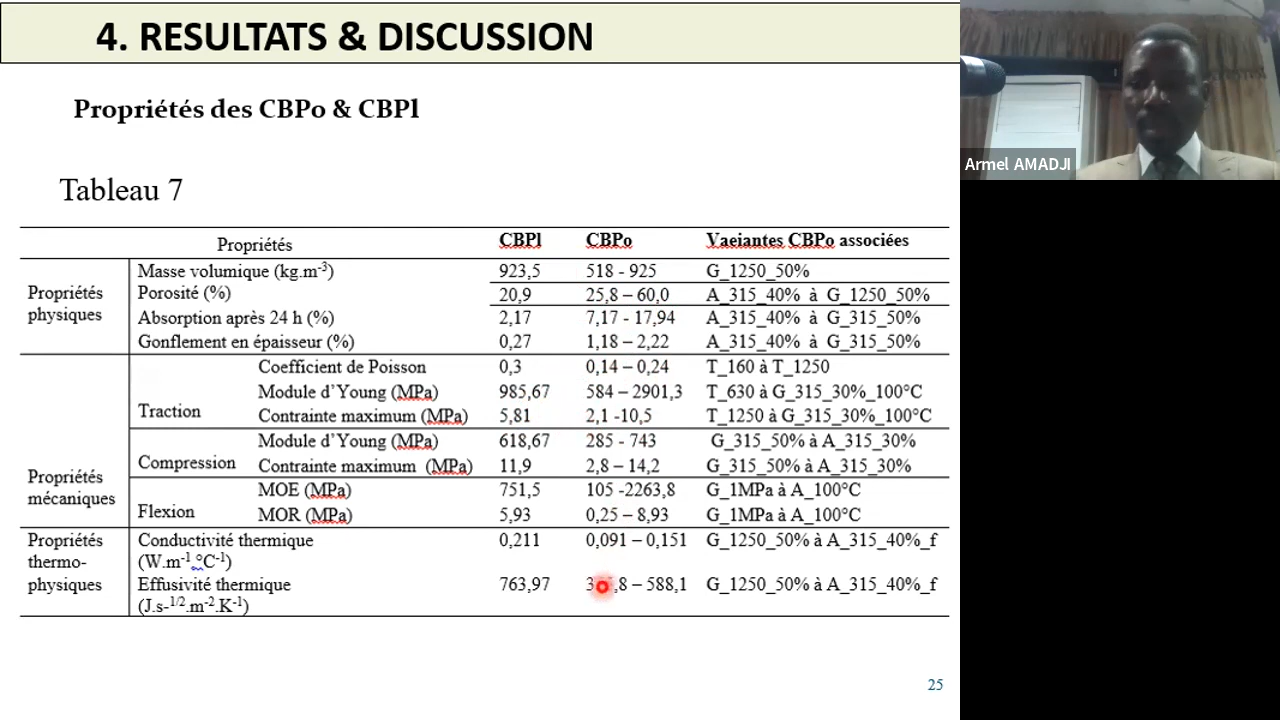 4. RESULTATS & DISCUSSION
Armel AMADJI
Propriétés des CBPo & CBPl
Tableau 7
Propriétés CBPl CBPo Vaeiantes CBPo associées
Propriétés physiques
Masse volumique (kg.m-3) 923,5 518 - 925 G_1250_50%
Porosité (%) 20,9 25,8 – 60,0 A_315_40% à G_1250_50%
Absorption après 24 h (%) 2,17 7,17 - 17,94 A_315_40% à G_315_50%
Gonflement en épaisseur (%) 0,27 1,18 – 2,22 A_315_40% à G_315_50%
Propriétés mécaniques
Traction
Coefficient de Poisson 0,3 0,14 – 0,24 T_160 à T_1250
Module d’Young (MPa) 985,67 584 – 2901,3 T_630 à G_315_30%_100°C
Contrainte maximum (MPa) 5,81 2,1 -10,5 T_1250 à G_315_30%_100°C
Compression
Module d’Young (MPa) 618,67 285 - 743 G_315_50% à A_315_30%
Contrainte maximum (MPa) 11,9 2,8 – 14,2 G_315_50% à A_315_30%
Flexion
MOE (MPa) 751,5 105 -2263,8 G_1MPa à A_100°C
MOR (MPa) 5,93 0,25 – 8,93 G_1MPa à A_100°C
Propriétés thermo-physiques
Conductivité thermique 0,211 0,091 – 0,151 G_1250_50% à A_315_40%_f
(W.m-1.°C-1)
Effusivité thermique 763,97 – 588,1 G_1250_50% à A_315_40%_f
(J.s-1/2.m-2.K-1)
25